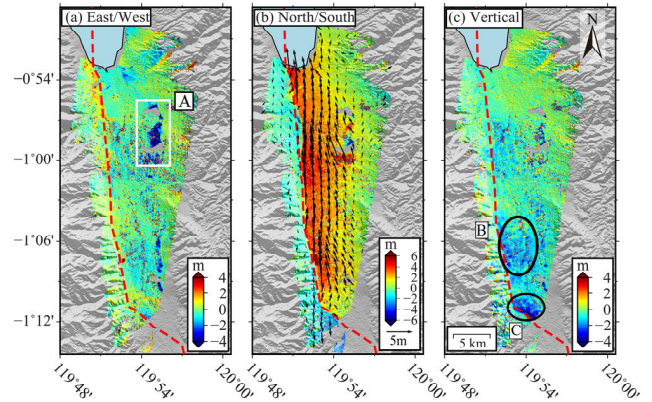 (a) East/West
(b) North/South
(c) Vertical
N
A
−0°54'
−1°00'
−1°06'
−1°12'
B
C
m
4
2
0
−2
−4
m
6
4
2
0
−2
−4
−6
5m
m
4
2
0
−2
−4
5 km
119°48'
119°54'
120°00'
119°48'
119°54'
120°00'
119°48'
119°54'
120°00'